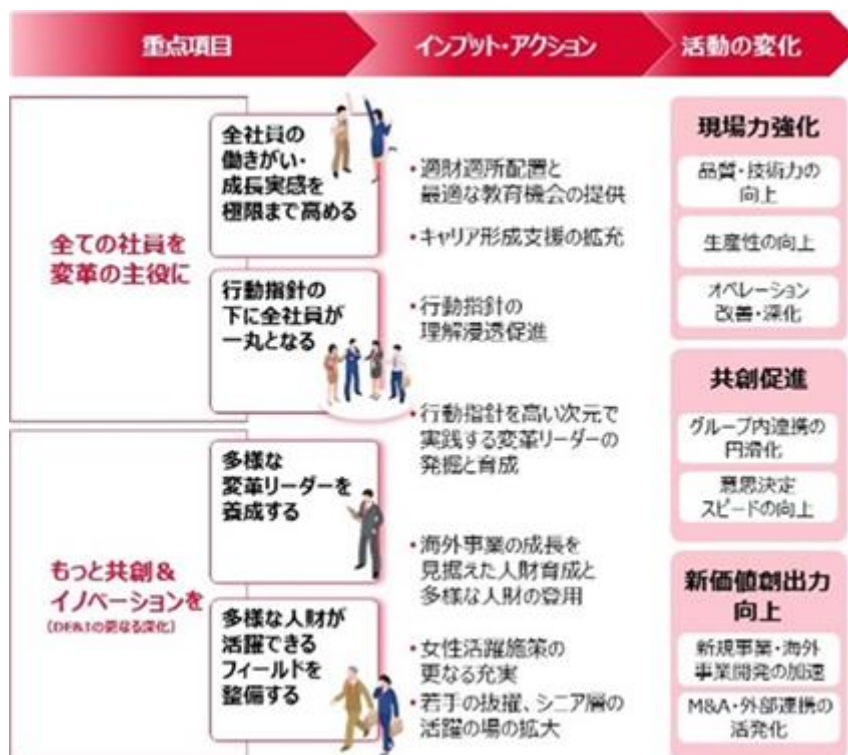 重点項目
インプット・アクション
活動の変化
全ての社員を
変革の主役に
全社員の
働きがい・
成長実感を
極限まで高める
行動指針の
下に全社員が
一丸となる
・適財適所配置と
最適な教育機会の提供
・キャリア形成支援の拡充
・行動指針の
理解浸透促進
もっと共創&
イノベーションを
(DE&Iの更なる深化)
多様な
変革リーダーを
養成する
多様な人財が
活躍できる
フィールドを
整備する
・行動指針を高い次元で
実践する変革リーダーの
発掘と育成
・海外事業の成長を
見据えた人財育成と
多様な人財の登用
・女性活躍施策の
更なる充実
・若手の抜擢、シニア層の
活躍の場の拡大
現場力強化
品質・技術力の
向上
生産性の向上
オペレーション
改善・深化
共創促進
グループ内連携の
円滑化
意思決定
スピードの向上
新価値創出力
向上
新規事業・海外
事業開発の加速
M&A・外部連携の
活発化